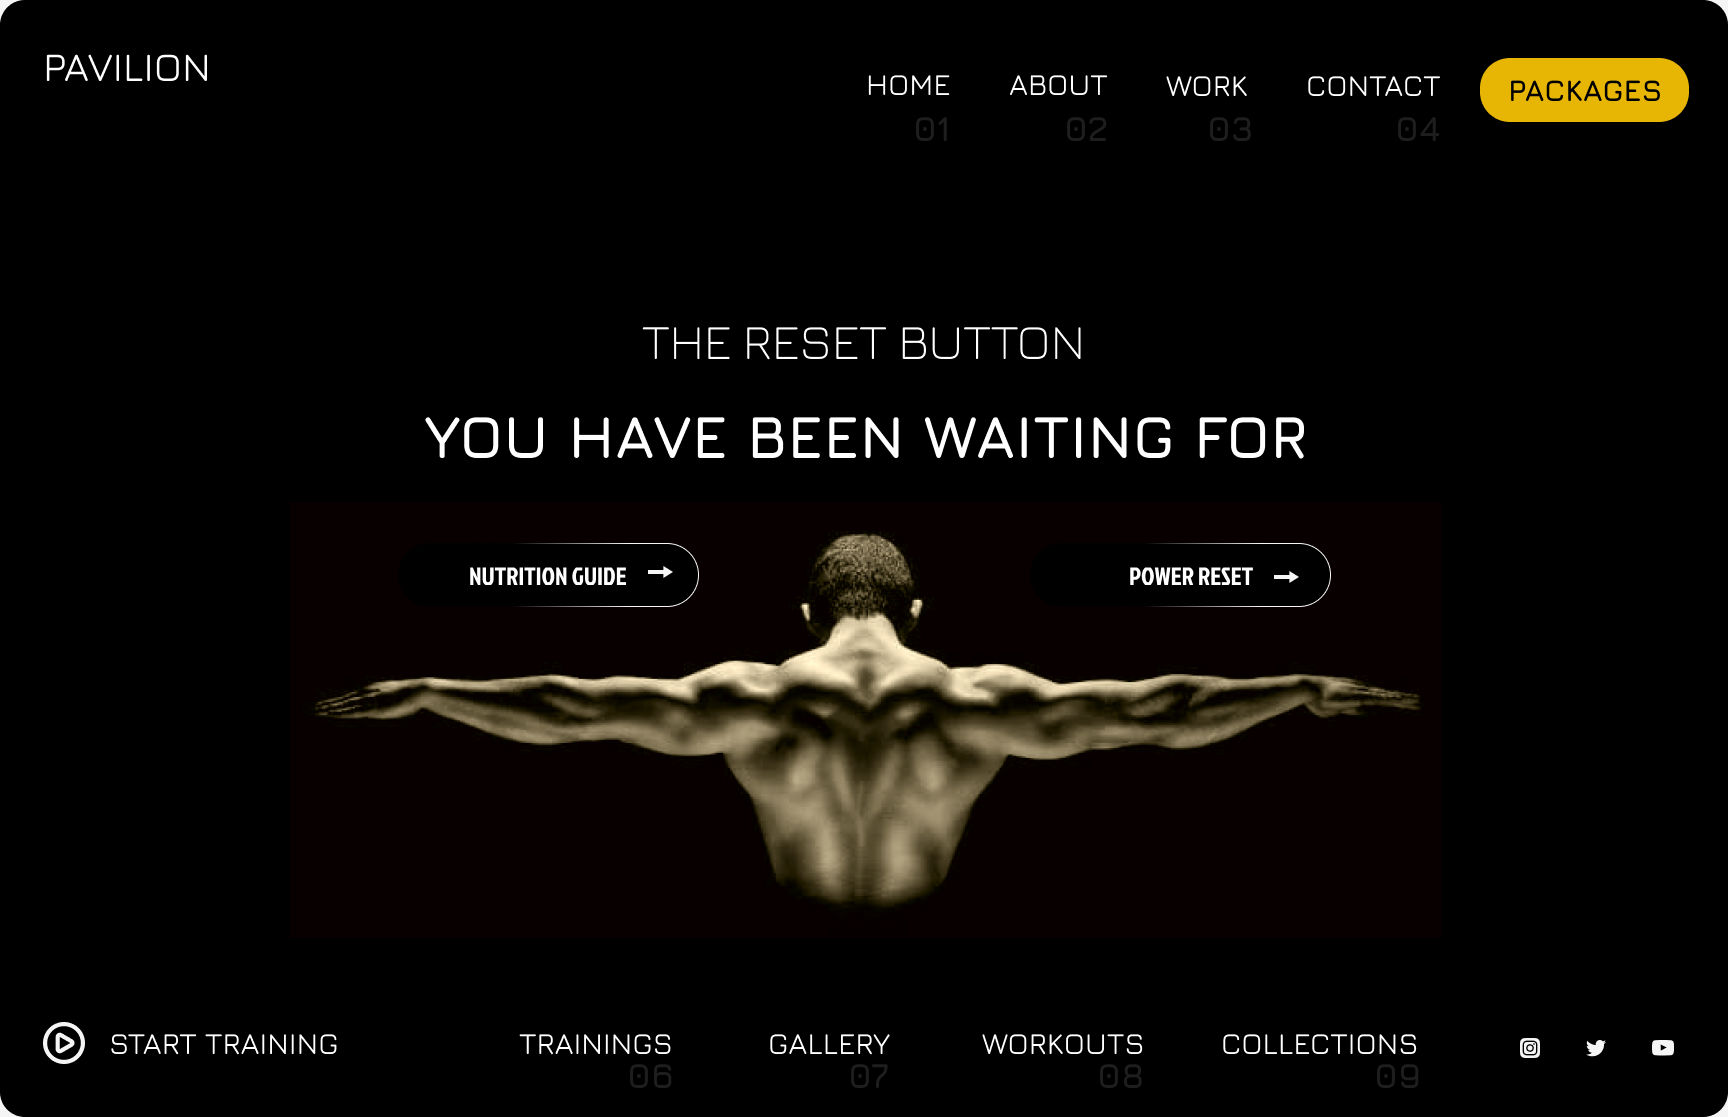 PAVILION
HOME
01
ABOUT
02
WORK
03
CONTACT
04
PACKAGES
THE RESET BUTTON
YOU HAVE BEEN WAITING FOR
NUTRITION GUIDE
POWER RESET
START TRAINING
TRAININGS
06
GALLERY
07
WORKOUTS
08
COLLECTIONS
09